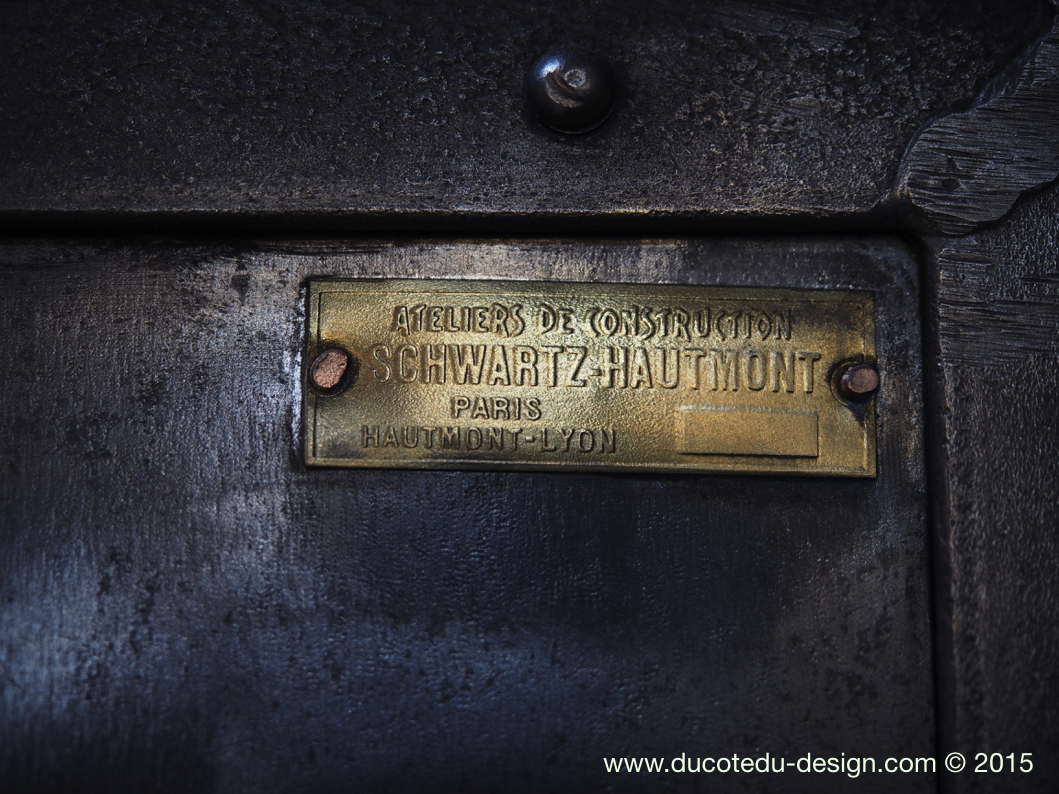 ATELIERS DE CONSTRUCTION
SCHWARTZ-HAUTMONT
PARIS
HAUTMONT-LYON
www.ducotedu-design.com © 2015